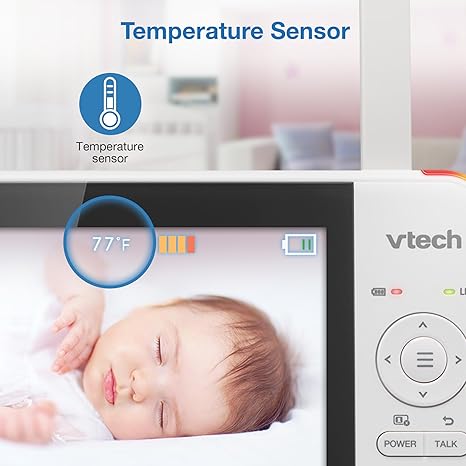 Temperature Sensor
Temperature
sensor
77°F
vtech
POWER
TALK